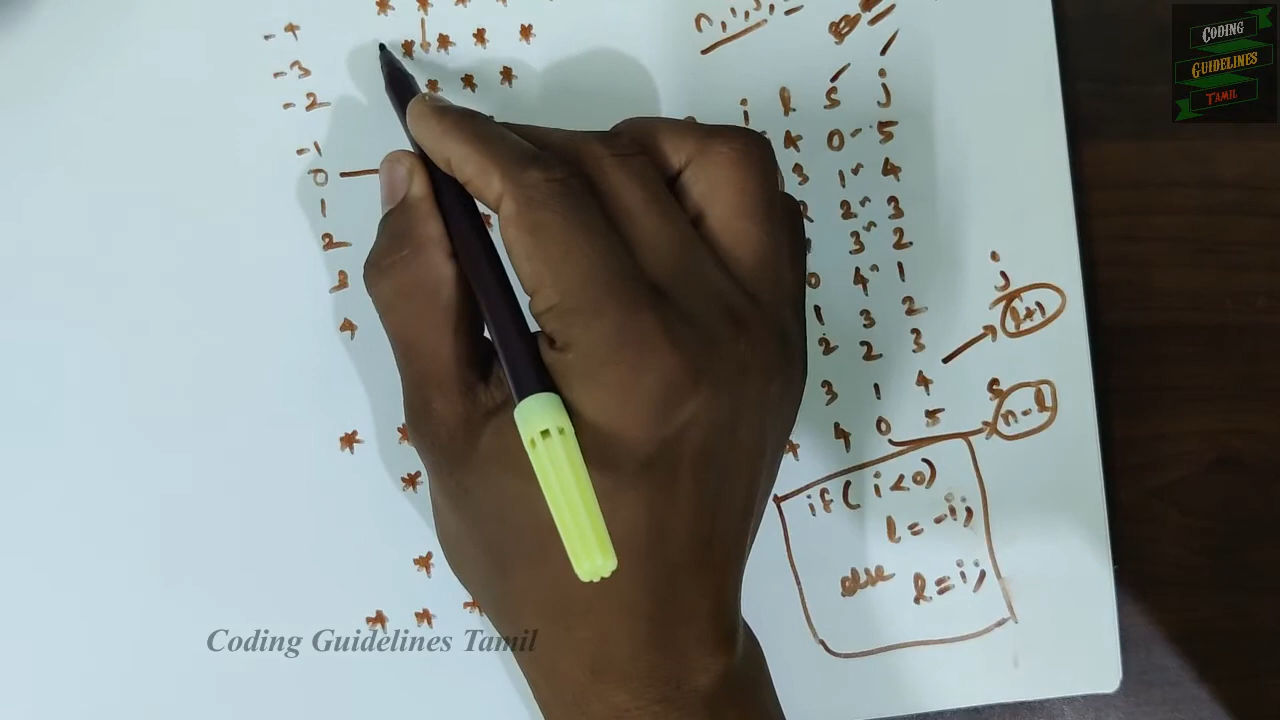 CODING
GUIDELINES
TAMIL
-4
-3
-2
-1
0
1
2
3
4
n, i, j,
i l s j
4 0 5
3 1 4
2 2 3
3 2
0 4 1
1 3 2
2 2 3
3 1 4
4 0 5
j
l+1
s
n-l
if( i<0)
l = -i;
else l = i;
* *
* * * *
* * *
*
* *
*
*
* * *
Coding Guidelines Tamil